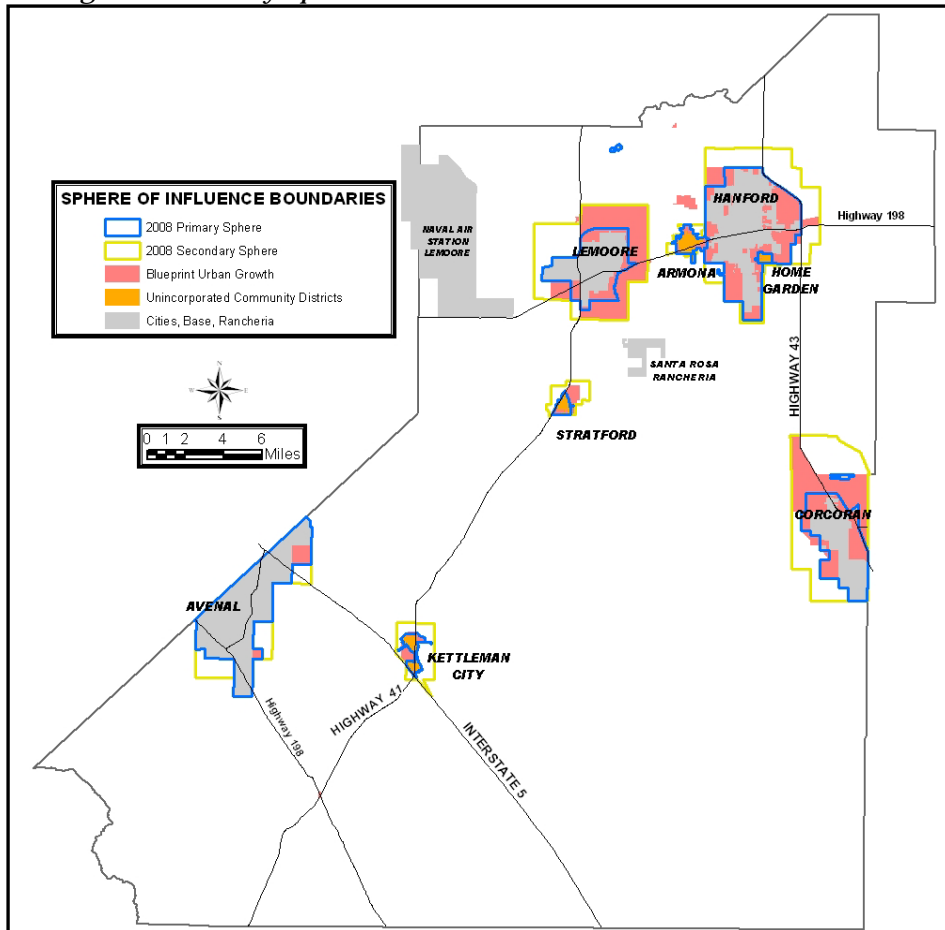 SPHERE OF INFLUENCE BOUNDARIES
2008 Primary Sphere
2008 Secondary Sphere
Blueprint Urban Growth
Unincorporated Community Districts
Cities, Base, Rancheria
N
W
E
S
0 1 2 4 6
Miles
NAVAL AIR
STATION
LEMOORE
LEMOORE
HANFORD
Highway 198
ARMONA
HOME
GARDEN
SANTA ROSA
RANCHERIA
HIGHWAY 43
STRATFORD
CORCORAN
AVENAL
KETTLEMAN
CITY
HIGHWAY 41
Highway 198
INTERSTATE 5